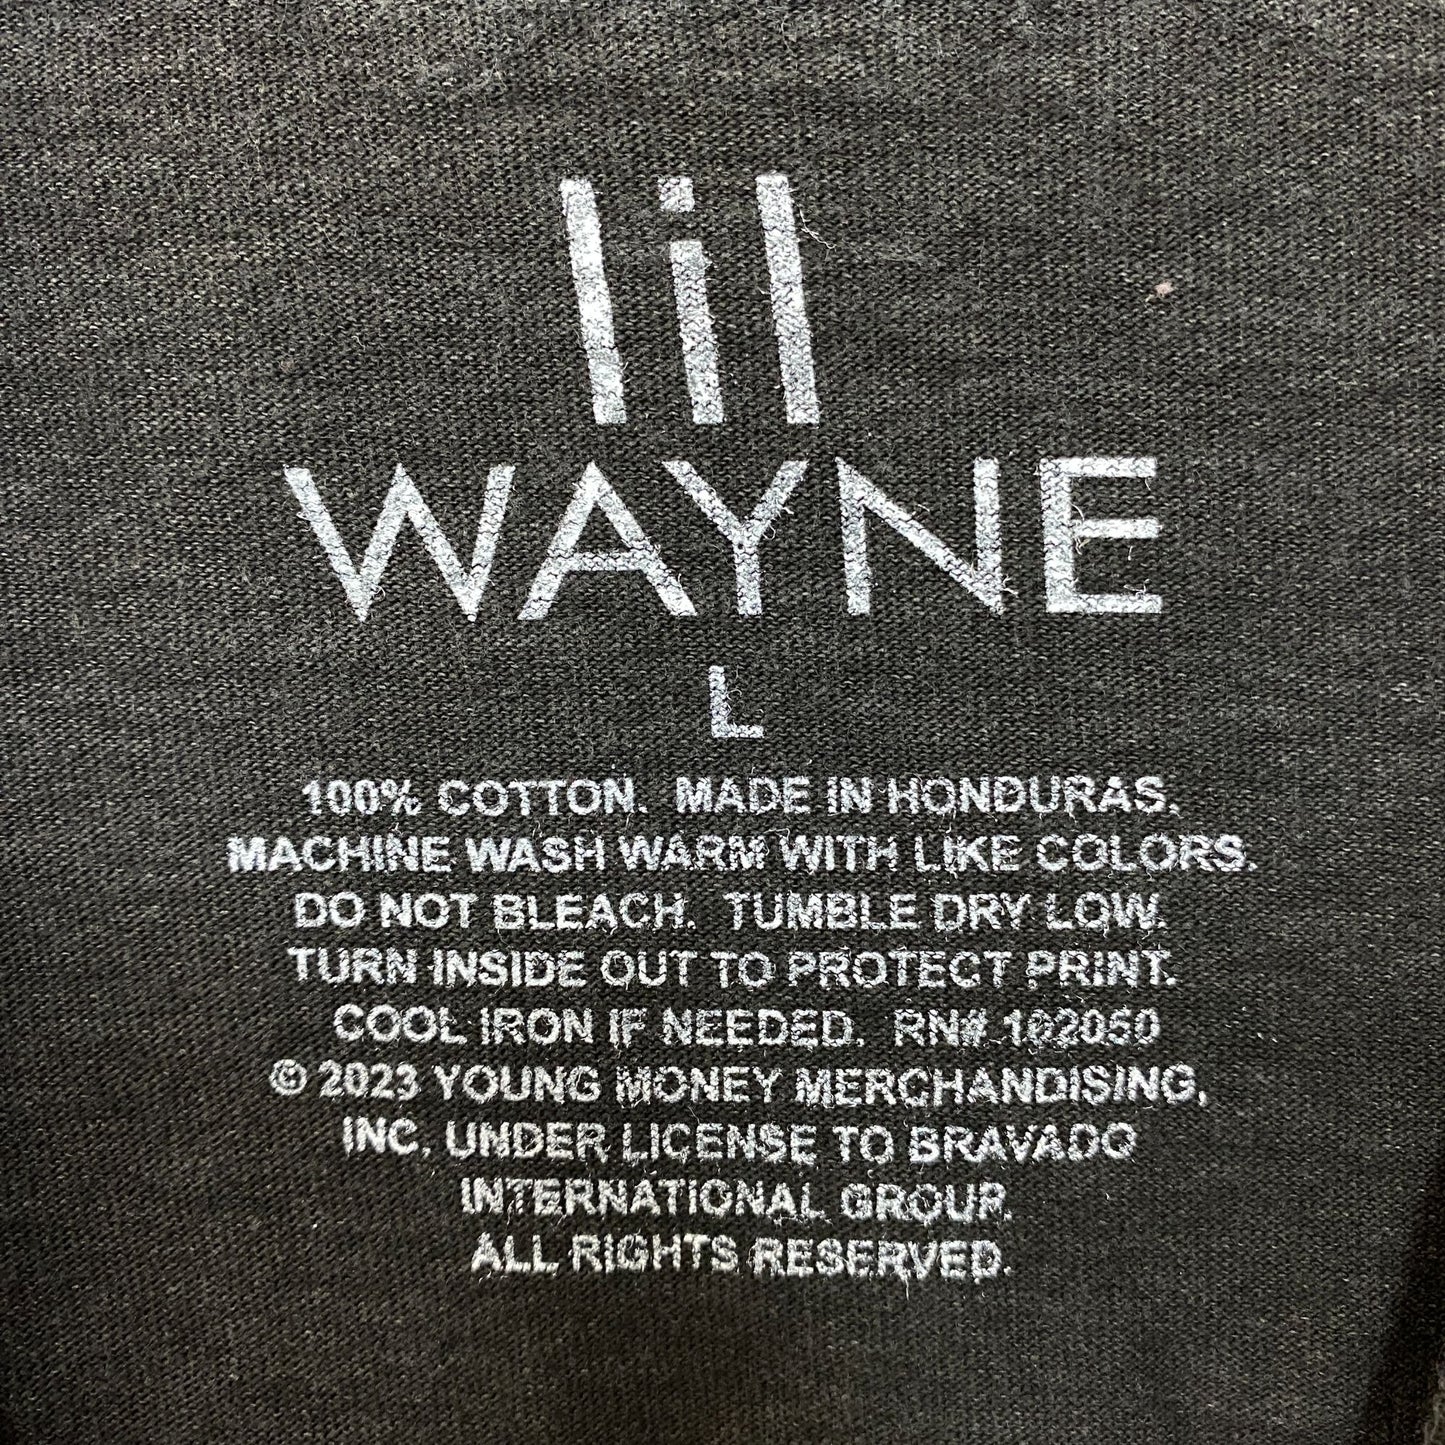 lil
WAYNE
L
100% COTTON. MADE IN HONDURAS.
MACHINE WASH WARM WITH LIKE COLORS.
DO NOT BLEACH. TUMBLE DRY LOW.
TURN INSIDE OUT TO PROTECT PRINT.
COOL IRON IF NEEDED. RN# 102050
© 2023 YOUNG MONEY MERCHANDISING,
INC. UNDER LICENSE TO BRAVADO
INTERNATIONAL GROUP.
ALL RIGHTS RESERVED.